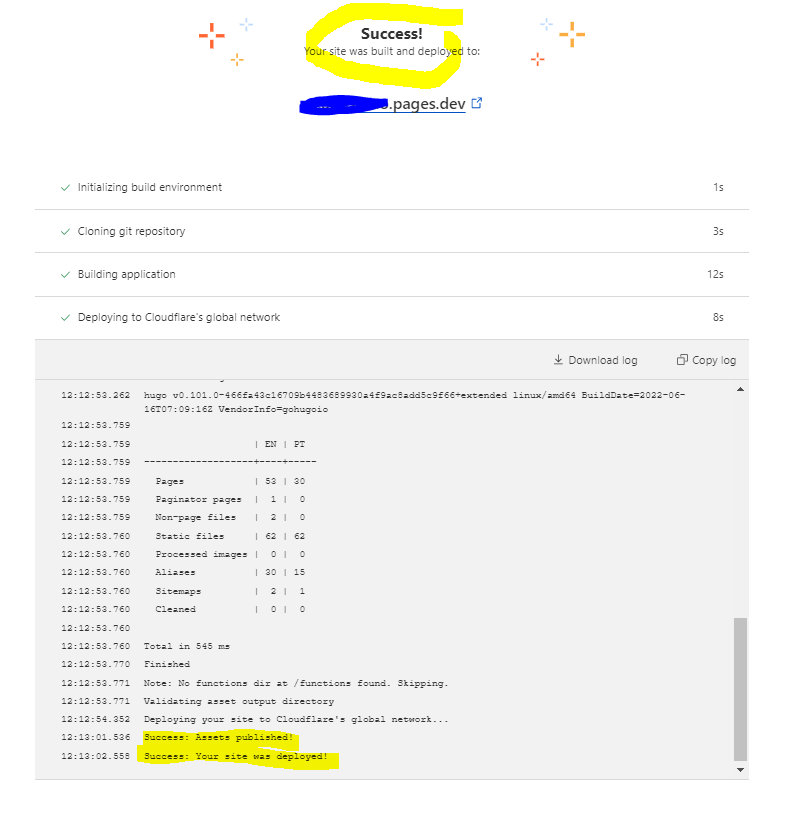 Success!
Your site was built and deployed to:
.pages.dev
Initializing build environment 1s
Cloning git repository 3s
Building application 12s
Deploying to Cloudflare's global network 8s
Download log Copy log
12:12:53.262 hugo v0.101.0-466fa43c16709b4483689930a4f9ac8add5c9f66+extended linux/amd64 BuildDate=2022-06-
16T07:09:16Z VendorInfo=gohugoio
12:12:53.759
12:12:53.759 | EN | PT
12:12:53.759 -------------------+----+-----
12:12:53.759 Pages | 53 | 30
12:12:53.759 Paginator pages | 1 | 0
12:12:53.759 Non-page files | 2 | 0
12:12:53.760 Static files | 62 | 62
12:12:53.760 Processed images | 0 | 0
12:12:53.760 Aliases | 30 | 15
12:12:53.760 Sitemaps | 2 | 1
12:12:53.760 Cleaned | 0 | 0
12:12:53.760
12:12:53.760 Total in 545 ms
12:12:53.770 Finished
12:12:53.771 Note: No functions dir at /functions found. Skipping.
12:12:53.771 Validating asset output directory
12:12:54.352 Deploying your site to Cloudflare's global network...
12:13:01.536 Success: Assets published!
12:13:02.558 Success: Your site was deployed!